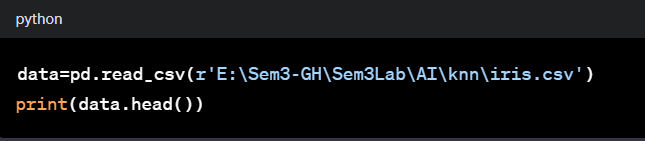 python
data=pd.read_csv(r'E:\Sem3-GH\Sem3Lab\AI\knn\iris.csv')
print(data.head())